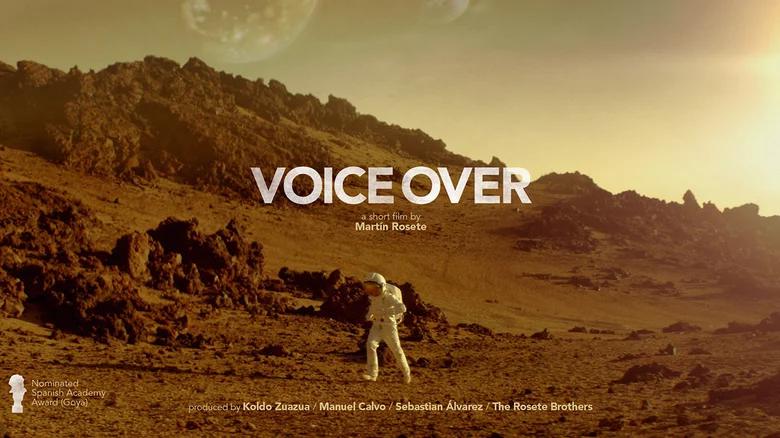 VOICE OVER
a short film by
Martín Rosete
Nominated
Spanish Academy
Award (Goya)
produced by Koldo Zuazua / Manuel Calvo / Sebastian Álvarez / The Rosete Brothers